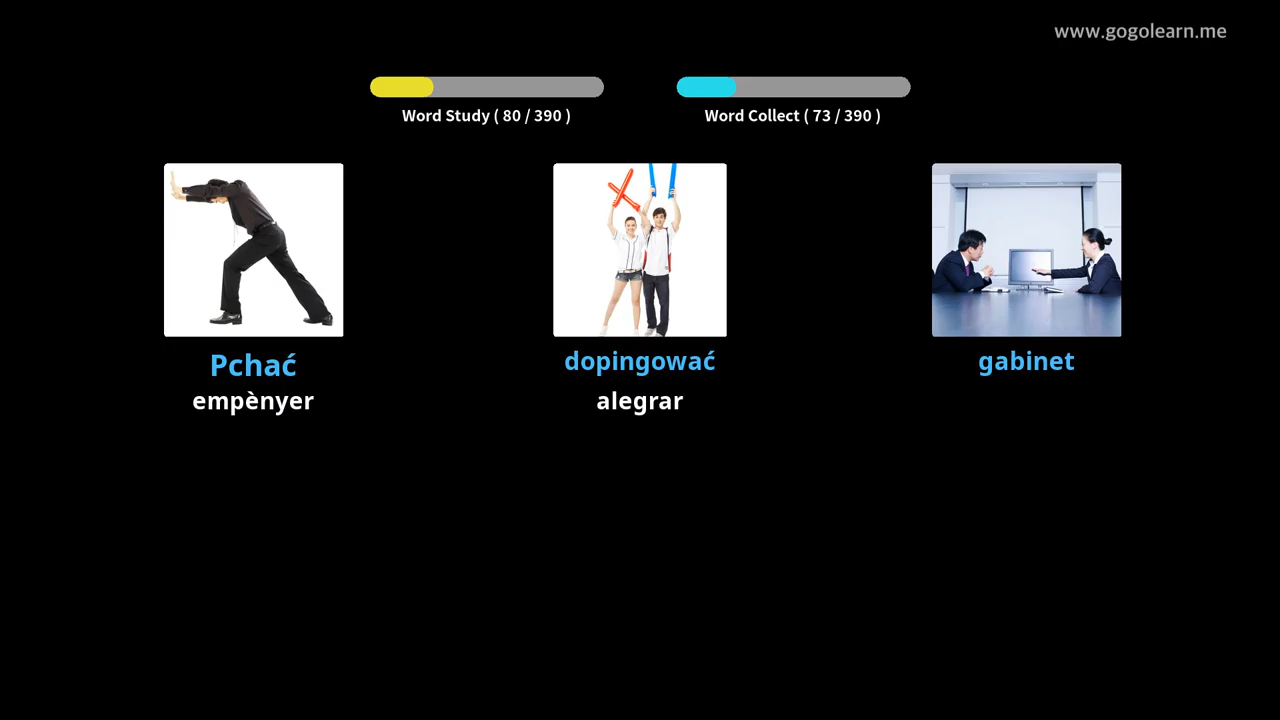 www.gogolearn.me
Word Study ( 80 / 390 )
Word Collect ( 73 / 390 )
Pchać
dopingować
gabinet
empènyer
alegrar